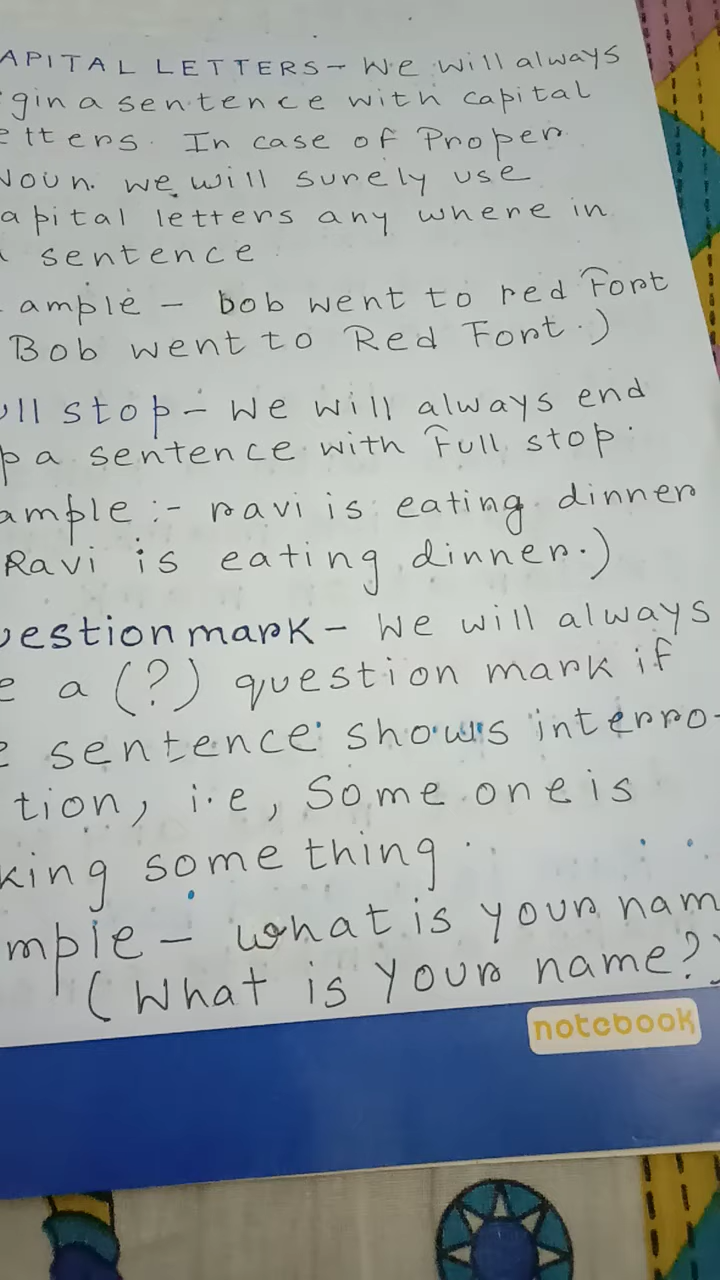 APITAL LETTERS - We will always
gin a sentence with capital
etters. In case of Proper
Noun. we will surely use
apital letters any where in
sentence
ample - bob went to red Fort
Bob went to Red Fort.)
ull stop - We will always end
p a sentence with Full stop.
ample :- ravi is eating dinner
Ravi is eating dinner.)
uestion mark - We will always
e a (?) question mark if
e sentence shows interro-
tion, i.e, Some one is
king some thing.
mple - what is your nam
(What is your name?)
notebook